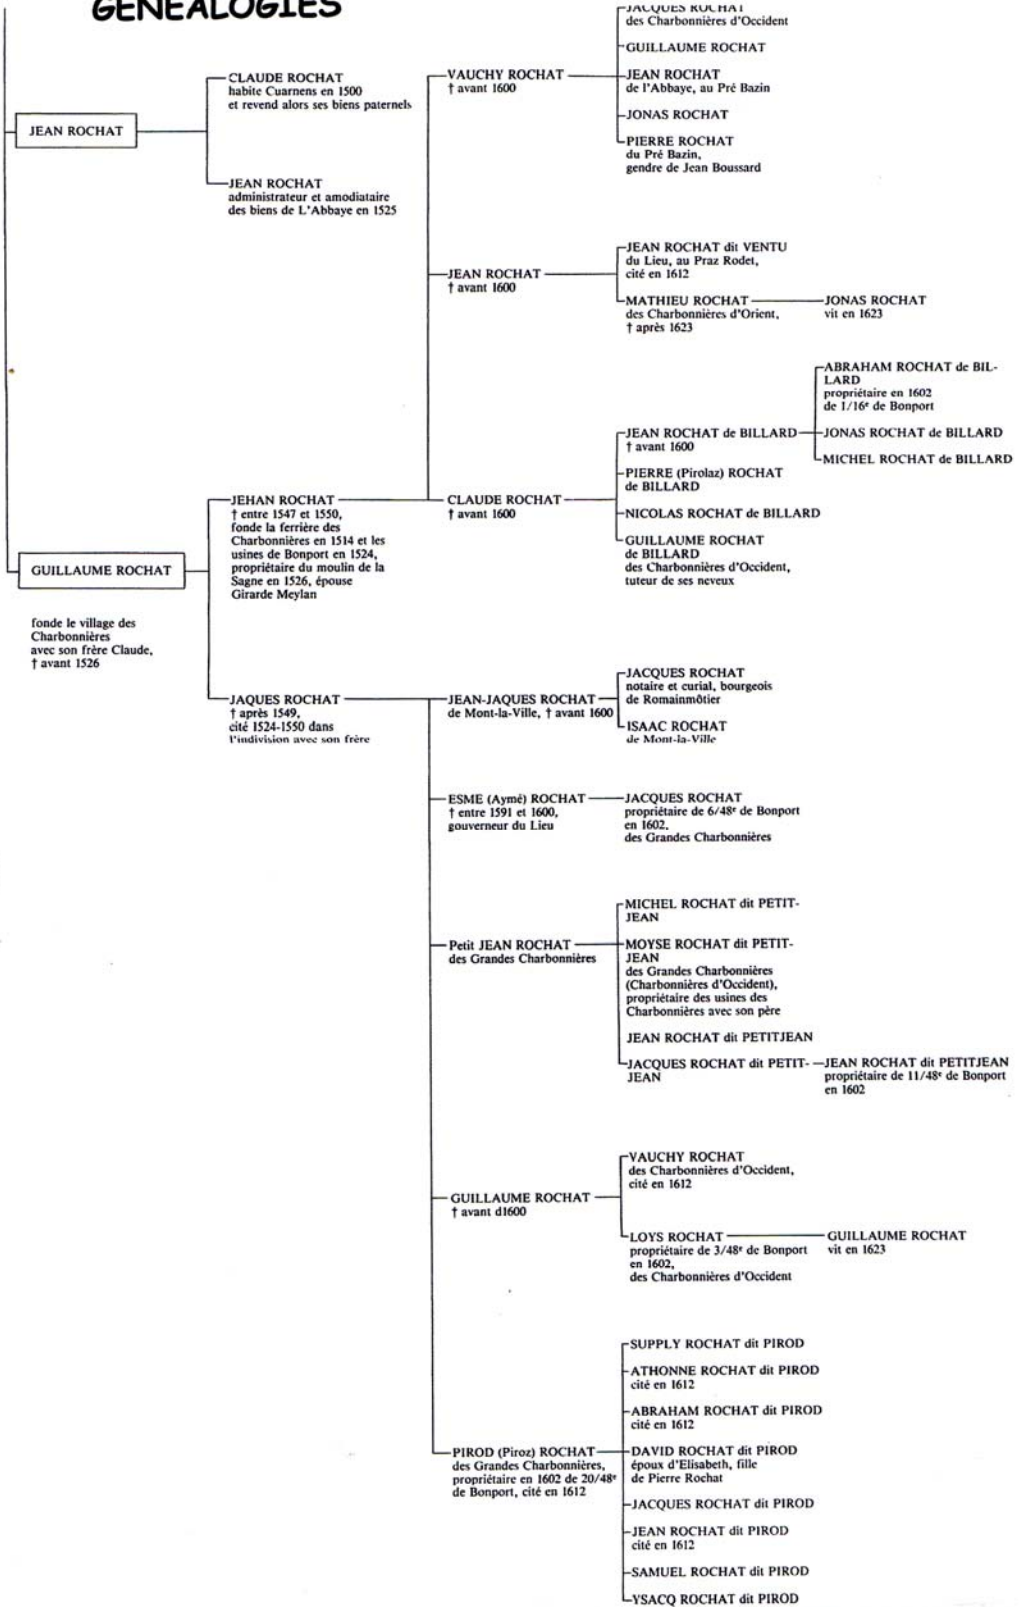 GÉNÉALOGIES
JEAN ROCHAT
CLAUDE ROCHAT
habite Cuarnens en 1500
et revend alors ses biens paternels
JEAN ROCHAT
administrateur et amodiataire
des biens de L'Abbaye en 1525
GUILLAUME ROCHAT
fonde le village des
Charbonnières
avec son frère Claude,
† avant 1526
JEHAN ROCHAT
† entre 1547 et 1550,
fonde la ferrière des
Charbonnières en 1514 et les
usines de Bonport en 1524,
propriétaire du moulin de la
Sagne en 1526, épouse
Girarde Meylan
VAUCHY ROCHAT
† avant 1600
JACQUES ROCHAT
des Charbonnières d'Occident
GUILLAUME ROCHAT
JEAN ROCHAT
de l'Abbaye, au Pré Bazin
JONAS ROCHAT
PIERRE ROCHAT
du Pré Bazin,
gendre de Jean Boussard
JEAN ROCHAT
† avant 1600
JEAN ROCHAT dit VENTU
du Lieu, au Praz Rodet,
cité en 1612
MATHIEU ROCHAT
des Charbonnières d'Orient,
† après 1623
JONAS ROCHAT
vit en 1623
CLAUDE ROCHAT
† avant 1600
JEAN ROCHAT de BILLARD
† avant 1600
ABRAHAM ROCHAT de BIL-
LARD
propriétaire en 1602
de 1/16e de Bonport
JONAS ROCHAT de BILLARD
MICHEL ROCHAT de BILLARD
PIERRE (Pirolaz) ROCHAT
de BILLARD
NICOLAS ROCHAT de BILLARD
GUILLAUME ROCHAT
de BILLARD
des Charbonnières d'Occident,
tuteur de ses neveux
JAQUES ROCHAT
† après 1549,
cité 1524-1550 dans
l'indivision avec son frère
JEAN-JAQUES ROCHAT
de Mont-la-Ville, † avant 1600
JACQUES ROCHAT
notaire et curial, bourgeois
de Romainmôtier
ISAAC ROCHAT
de Mont-la-Ville
ESME (Aymé) ROCHAT
† entre 1591 et 1600,
gouverneur du Lieu
JACQUES ROCHAT
propriétaire de 6/48e de Bonport
en 1602,
des Grandes Charbonnières
Petit JEAN ROCHAT
des Grandes Charbonnières
MICHEL ROCHAT dit PETIT-
JEAN
MOYSE ROCHAT dit PETIT-
JEAN
des Grandes Charbonnières
(Charbonnières d'Occident),
propriétaire des usines des
Charbonnières avec son père
JEAN ROCHAT dit PETITJEAN
JACQUES ROCHAT dit PETIT-
JEAN
JEAN ROCHAT dit PETITJEAN
propriétaire de 11/48e de Bonport
en 1602
GUILLAUME ROCHAT
† avant d1600
VAUCHY ROCHAT
des Charbonnières d'Occident,
cité en 1612
LOYS ROCHAT
propriétaire de 3/48e de Bonport
en 1602,
des Charbonnières d'Occident
GUILLAUME ROCHAT
vit en 1623
PIROD (Piroz) ROCHAT
des Grandes Charbonnières,
propriétaire en 1602 de 20/48e
de Bonport, cité en 1612
SUPPLY ROCHAT dit PIROD
ATHONNE ROCHAT dit PIROD
cité en 1612
ABRAHAM ROCHAT dit PIROD
cité en 1612
DAVID ROCHAT dit PIROD
époux d'Elisabeth, fille
de Pierre Rochat
JACQUES ROCHAT dit PIROD
JEAN ROCHAT dit PIROD
cité en 1612
SAMUEL ROCHAT dit PIROD
YSACQ ROCHAT dit PIROD